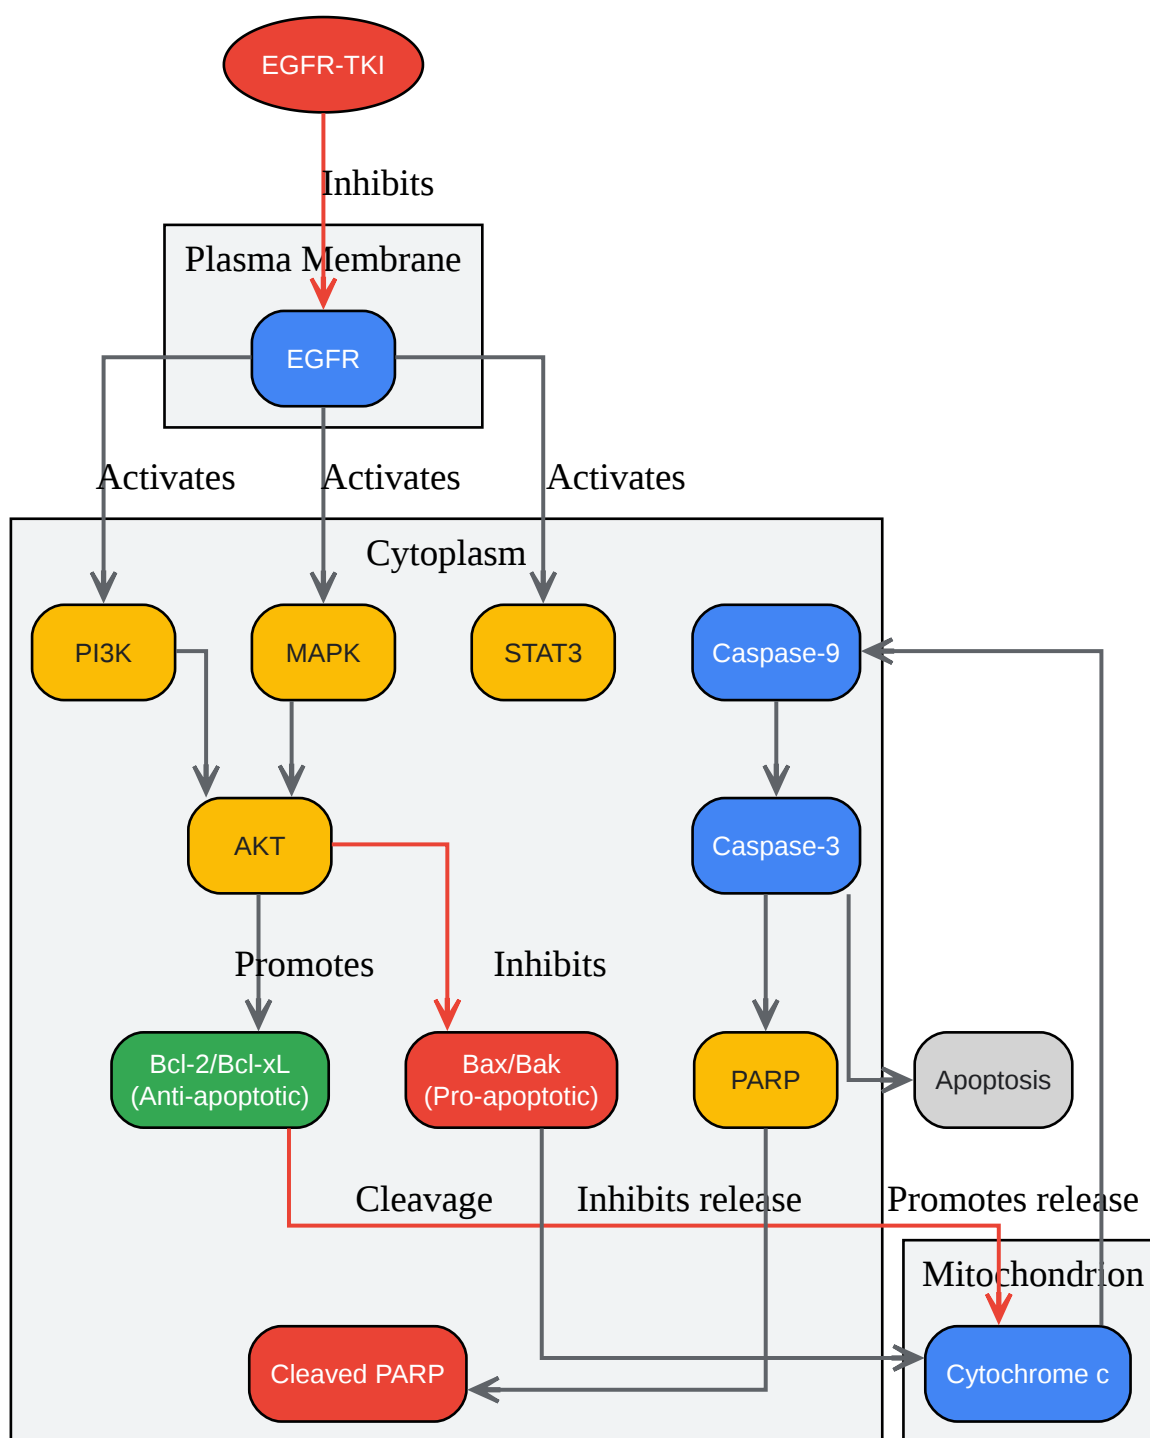 EGFR-TKI
Inhibits
Plasma Membrane
EGFR
Activates
Activates
Activates
Cytoplasm
PI3K
MAPK
STAT3
Caspase-9
AKT
Caspase-3
Promotes
Inhibits
Bcl-2/Bcl-xL
(Anti-apoptotic)
Bax/Bak
(Pro-apoptotic)
PARP
Apoptosis
Cleavage
Inhibits release
Promotes release
Mitochondrion
Cleaved PARP
Cytochrome c